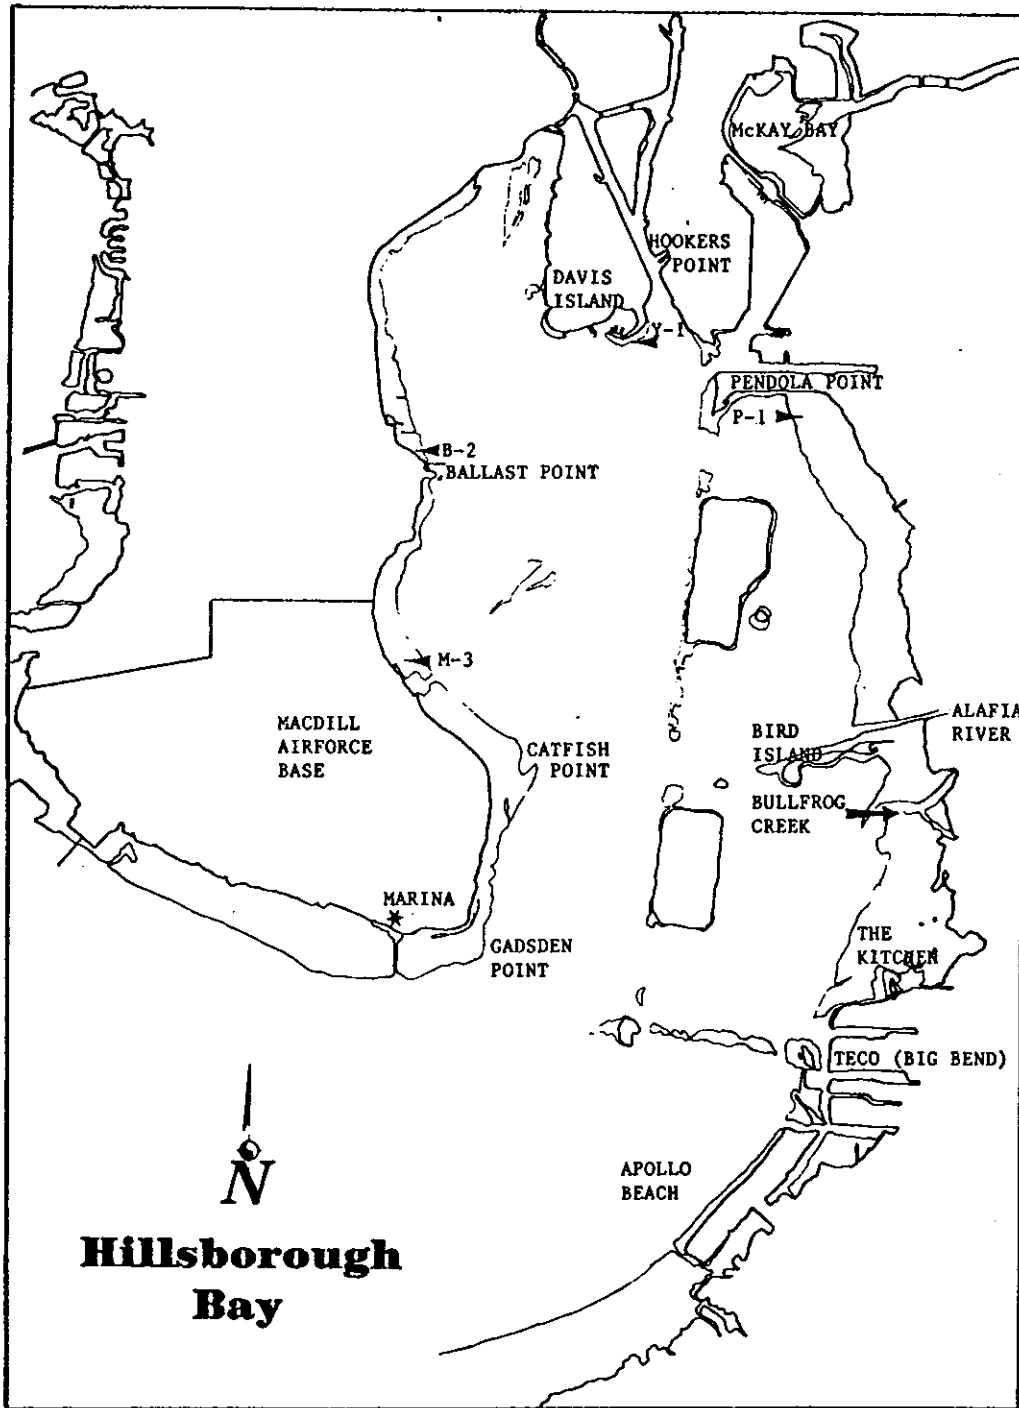 McKAY BAY
HOOKERS
POINT
DAVIS
ISLAND
Y-1
PENDOLA POINT
P-1
B-2
BALLAST POINT
M-3
MACDILL
AIRFORCE
BASE
CATFISH
POINT
BIRD
ISLAND
ALAFIA
RIVER
BULLFROG
CREEK
MARINA
GADSDEN
POINT
THE
KITCHEN
TECO (BIG BEND)
APOLLO
BEACH
N
Hillsborough
Bay